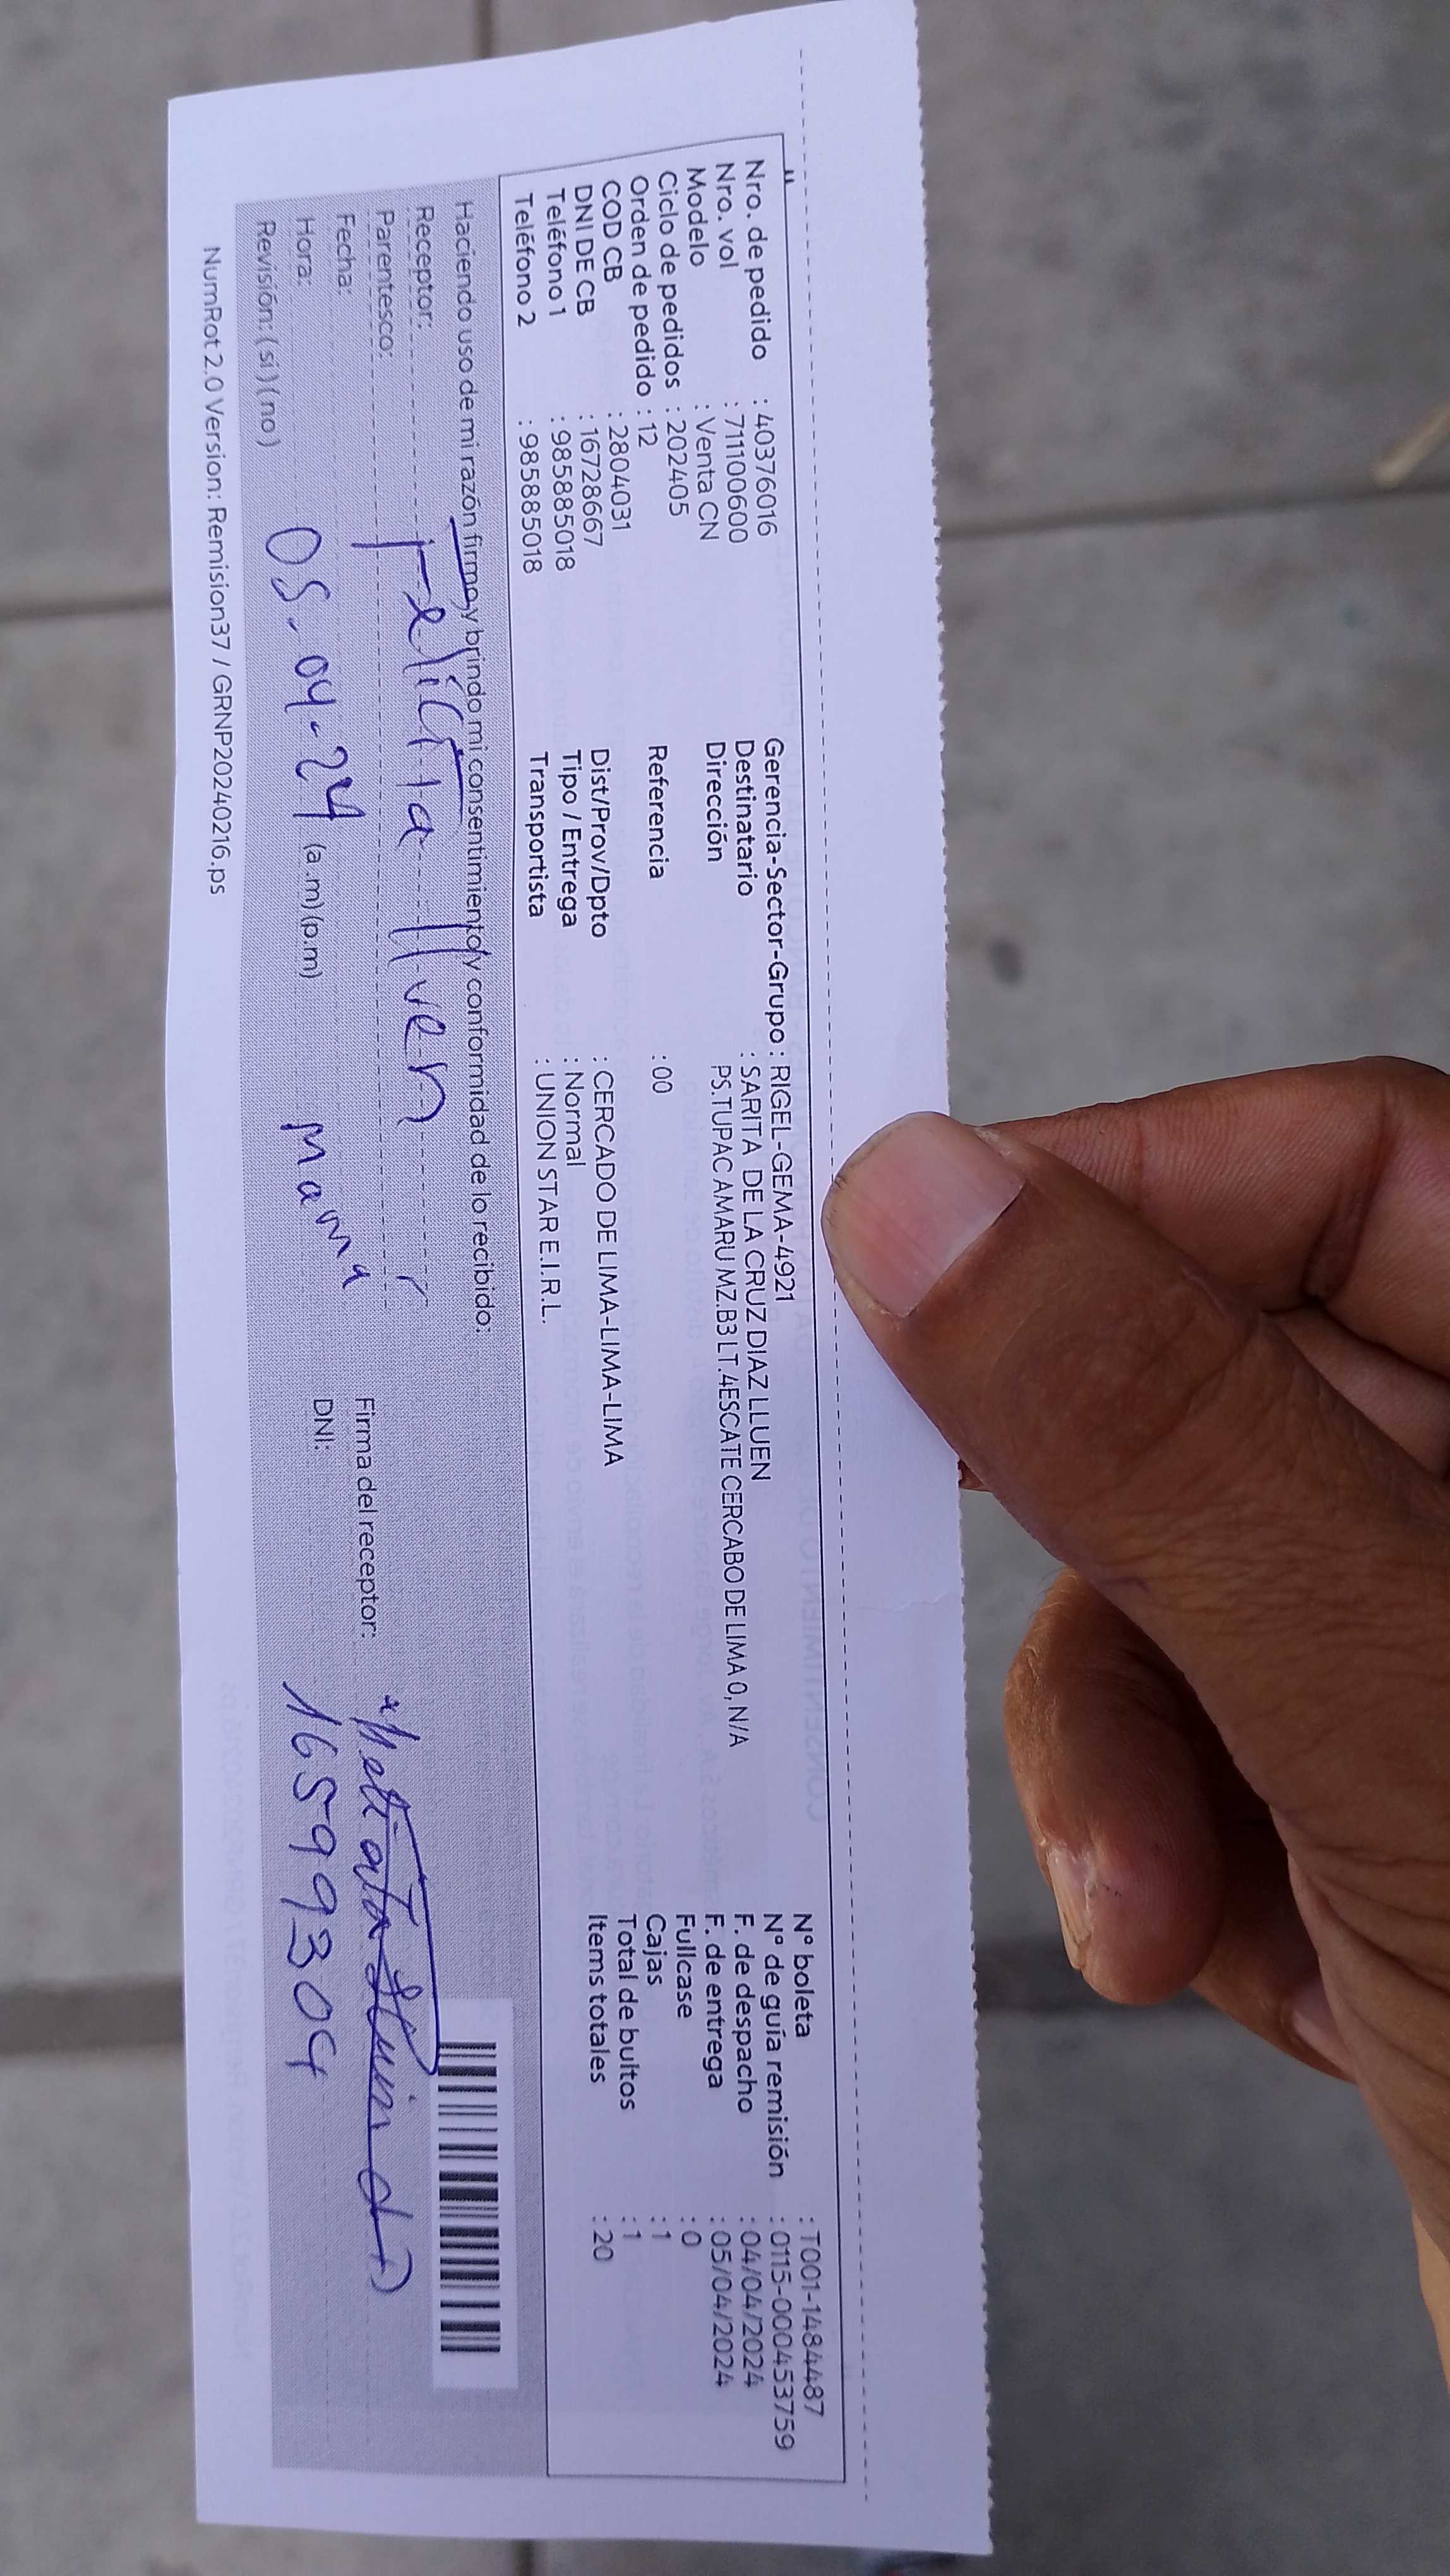 Nro. de pedido : 40376016
Nro. vol : 711100600
Modelo : Venta CN
Ciclo de pedidos : 202405
Orden de pedido : 12
COD CB : 2804031
DNI DE CB : 16728667
Teléfono 1 : 985885018
Teléfono 2 : 985885018
Gerencia-Sector-Grupo : RIGEL-GEMA-4921
Destinatario : SARITA DE LA CRUZ DIAZ LLUEN
Dirección PS.TUPAC AMARU MZ.B3 LT.4ESCATE CERCABO DE LIMA 0, N/A
Referencia : 00
Dist/Prov/Dpto : CERCADO DE LIMA-LIMA-LIMA
Tipo / Entrega : Normal
Transportista : UNION STAR E.I.R.L.
N° boleta : T001-1484487
N° de guía remisión : 0115-000453759
F. de despacho : 04/04/2024
F. de entrega : 05/04/2024
Fullcase : 0
Cajas : 1
Total de bultos : 1
Items totales : 20
Haciendo uso de mi razón firmo y brindo mi consentimiento y conformidad de lo recibido:
Receptor: Felicita lluen
Parentesco:
Fecha:
Hora: 05-04-24 (a.m)(p.m) Mama
Revisión: (si) (no)
Firma del receptor:
DNI: 16599304
NumRot 2.0 Version: Remision37 / GRNP20240216.ps